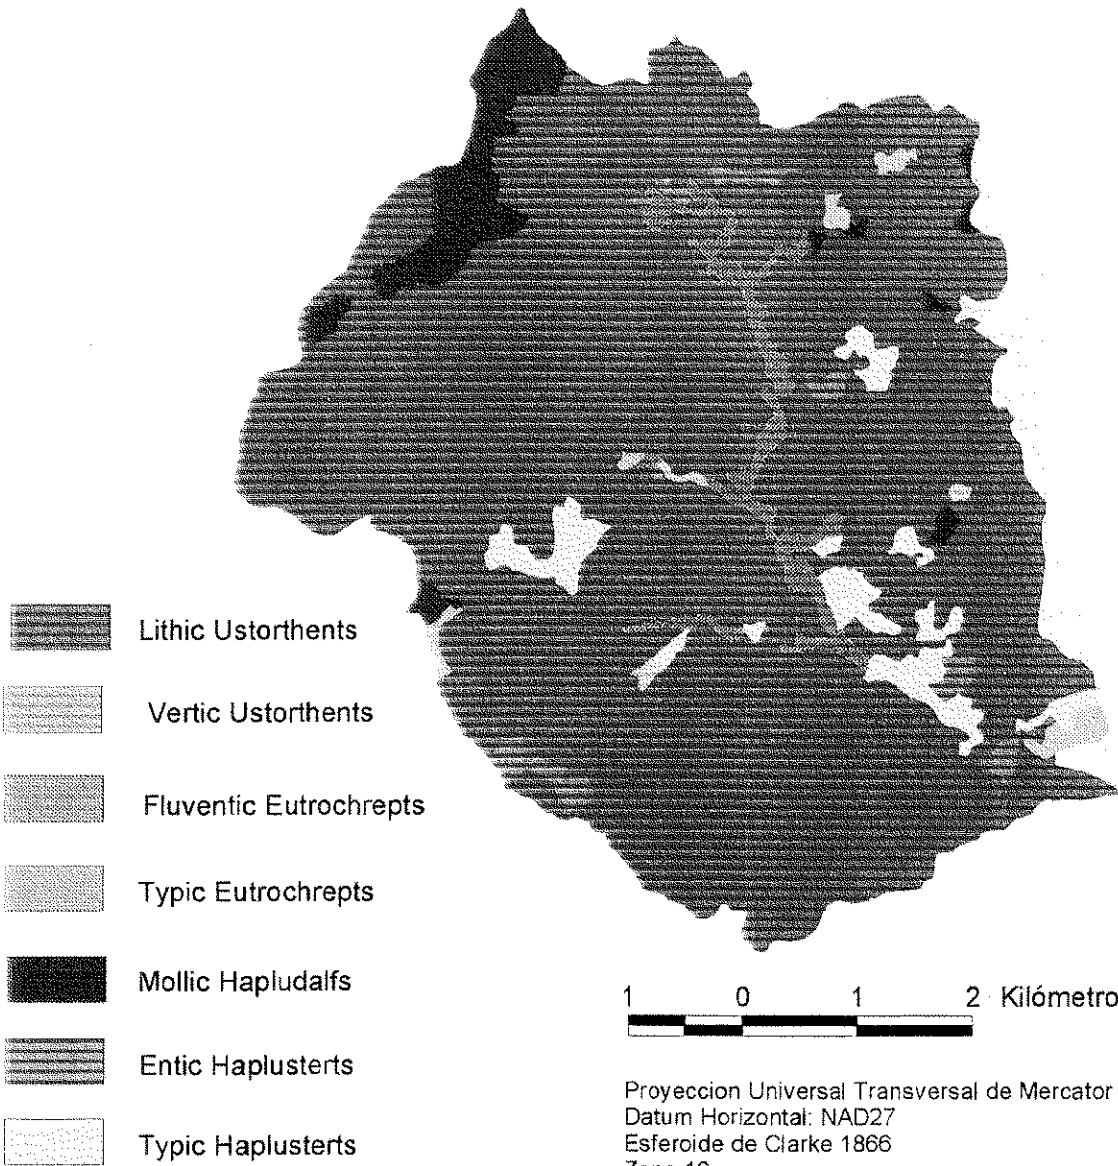 Lithic Ustorthents
Vertic Ustorthents
Fluventic Eutrochrepts
Typic Eutrochrepts
Mollic Hapludalfs
Entic Haplusterts
Typic Haplusterts
1 0 1 2 Kilómetro
Proyeccion Universal Transversal de Mercator
Datum Horizontal: NAD27
Esferoide de Clarke 1866